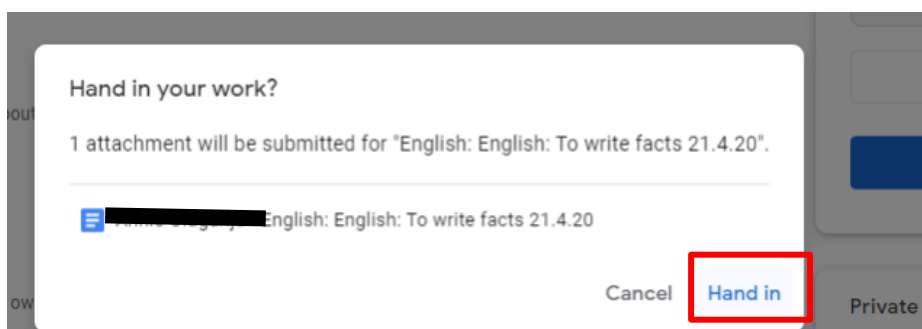 Hand in your work?
1 attachment will be submitted for "English: English: To write facts 21.4.20".
English: English: To write facts 21.4.20
Cancel Hand in
Private
ow